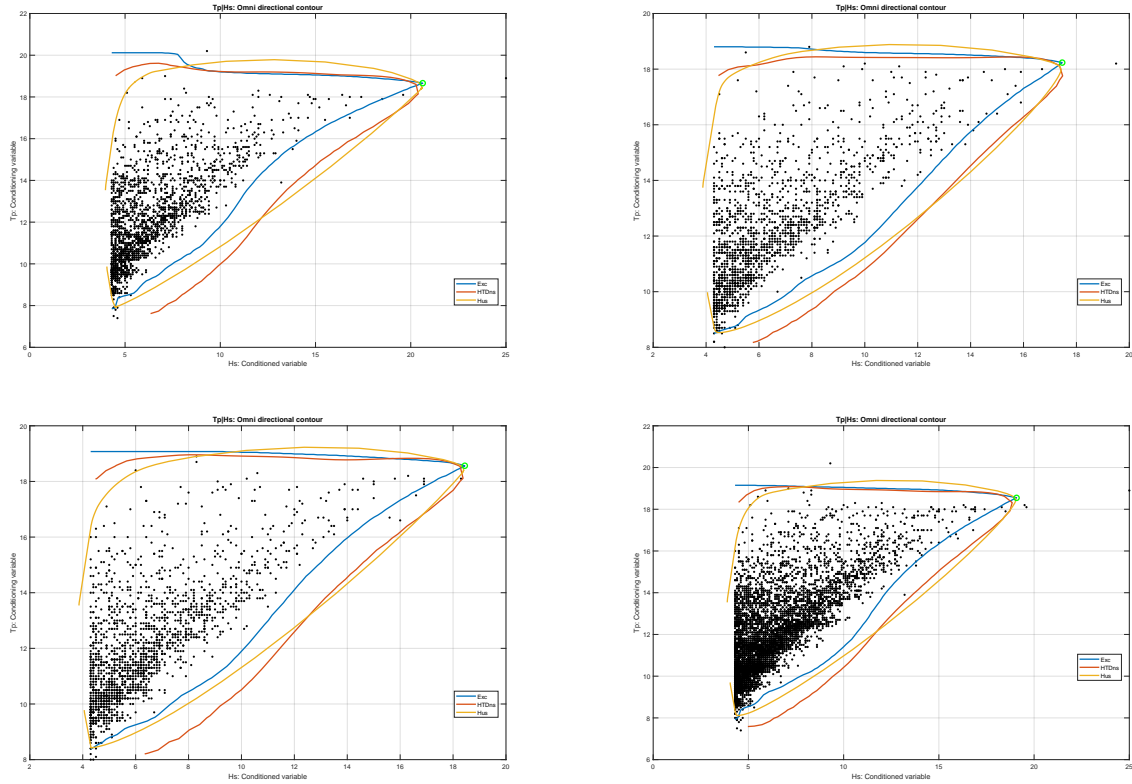 Tp|Hs: Omni directional contour
22
20
18
16
14
12
10
8
6
0
5
10
15
20
25
Tp: Conditioning variable
Hs: Conditioned variable
Exc
HTDns
Hus
Tp|Hs: Omni directional contour
20
18
16
14
12
10
8
2
4
6
8
10
12
14
16
18
20
Tp: Conditioning variable
Hs: Conditioned variable
Exc
HTDns
Hus
Tp|Hs: Omni directional contour
20
18
16
14
12
10
8
2
4
6
8
10
12
14
16
18
20
Tp: Conditioning variable
Hs: Conditioned variable
Exc
HTDns
Hus
Tp|Hs: Omni directional contour
22
20
18
16
14
12
10
8
6
0
5
10
15
20
25
Tp: Conditioning variable
Hs: Conditioned variable
Exc
HTDns
Hus